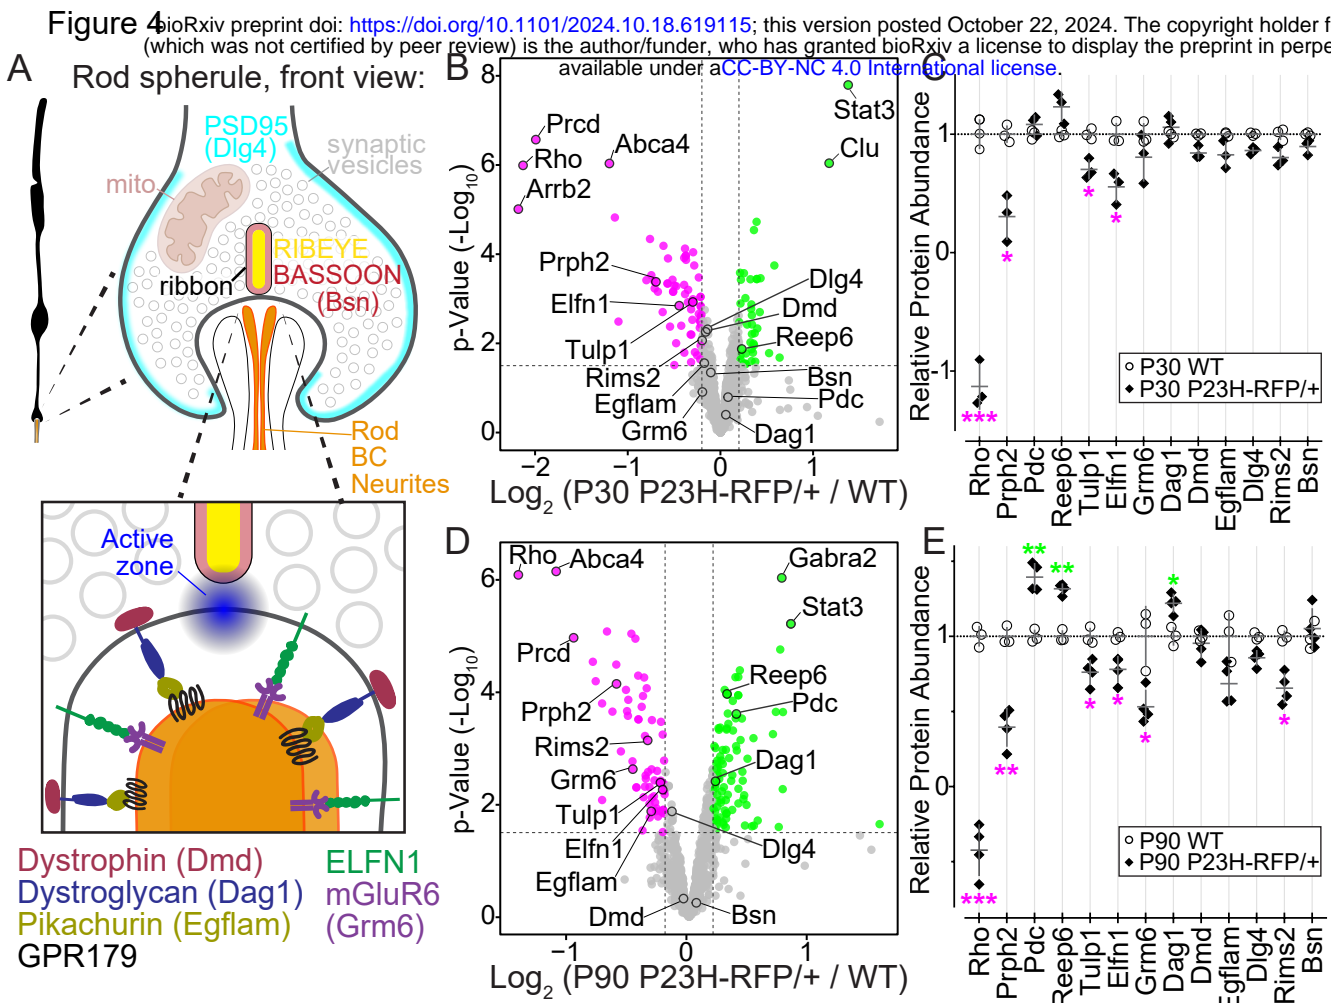 Figure 4
bioRxiv preprint doi: https://doi.org/10.1101/2024.10.18.619115; this version posted October 22, 2024. The copyright holder f
(which was not certified by peer review) is the author/funder, who has granted bioRxiv a license to display the preprint in perpe
available under aCC-BY-NC 4.0 International license.
A
Rod spherule, front view:
PSD95
(Dlg4)
synaptic
vesicles
mito
RIBEYE
BASSOON
(Bsn)
ribbon
Rod
BC
Neurites
Active
zone
Dystrophin (Dmd)
Dystroglycan (Dag1)
Pikachurin (Egflam)
GPR179
ELFN1
mGluR6
(Grm6)
B
8
6
4
2
0
p-Value (-Log10)
Stat3
Clu
Prcd
Rho
Abca4
Arrb2
Prph2
Elfn1
Tulp1
Rims2
Egflam
Grm6
Dlg4
Dmd
Reep6
Bsn
Pdc
Dag1
−2
−1
0
1
Log2 (P30 P23H-RFP/+ / WT)
C
Relative Protein Abundance
1
0
-1
*
*
*
***
P30 WT
P30 P23H-RFP/+
Rho
Prph2
Pdc
Reep6
Tulp1
Elfn1
Grm6
Dag1
Dmd
Egflam
Dlg4
Rims2
Bsn
D
6
4
2
0
p-Value (-Log10)
Rho
Abca4
Gabra2
Stat3
Prcd
Prph2
Rims2
Grm6
Tulp1
Elfn1
Egflam
Dmd
Reep6
Pdc
Dag1
Dlg4
Bsn
−1
0
1
Log2 (P90 P23H-RFP/+ / WT)
E
Relative Protein Abundance
1
0
**
**
*
*
*
*
*
**
***
P90 WT
P90 P23H-RFP/+
Rho
Prph2
Pdc
Reep6
Tulp1
Elfn1
Grm6
Dag1
Dmd
Egflam
Dlg4
Rims2
Bsn